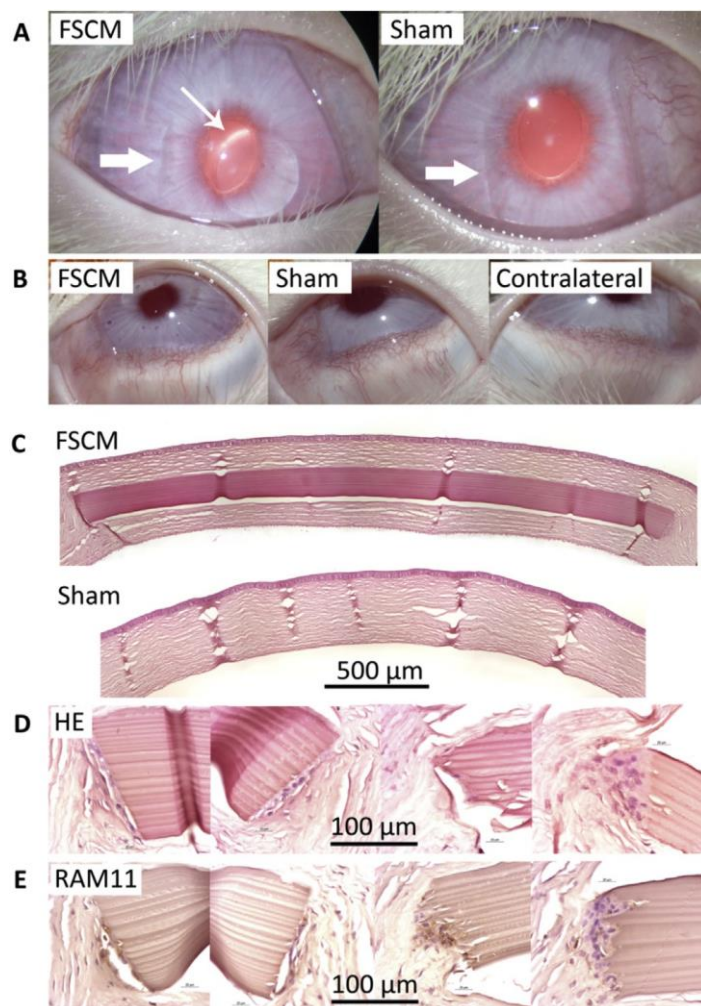 A FSCM Sham
B FSCM Sham Contralateral
C FSCM
Sham
500 µm
D HE
100 µm
E RAM11
100 µm